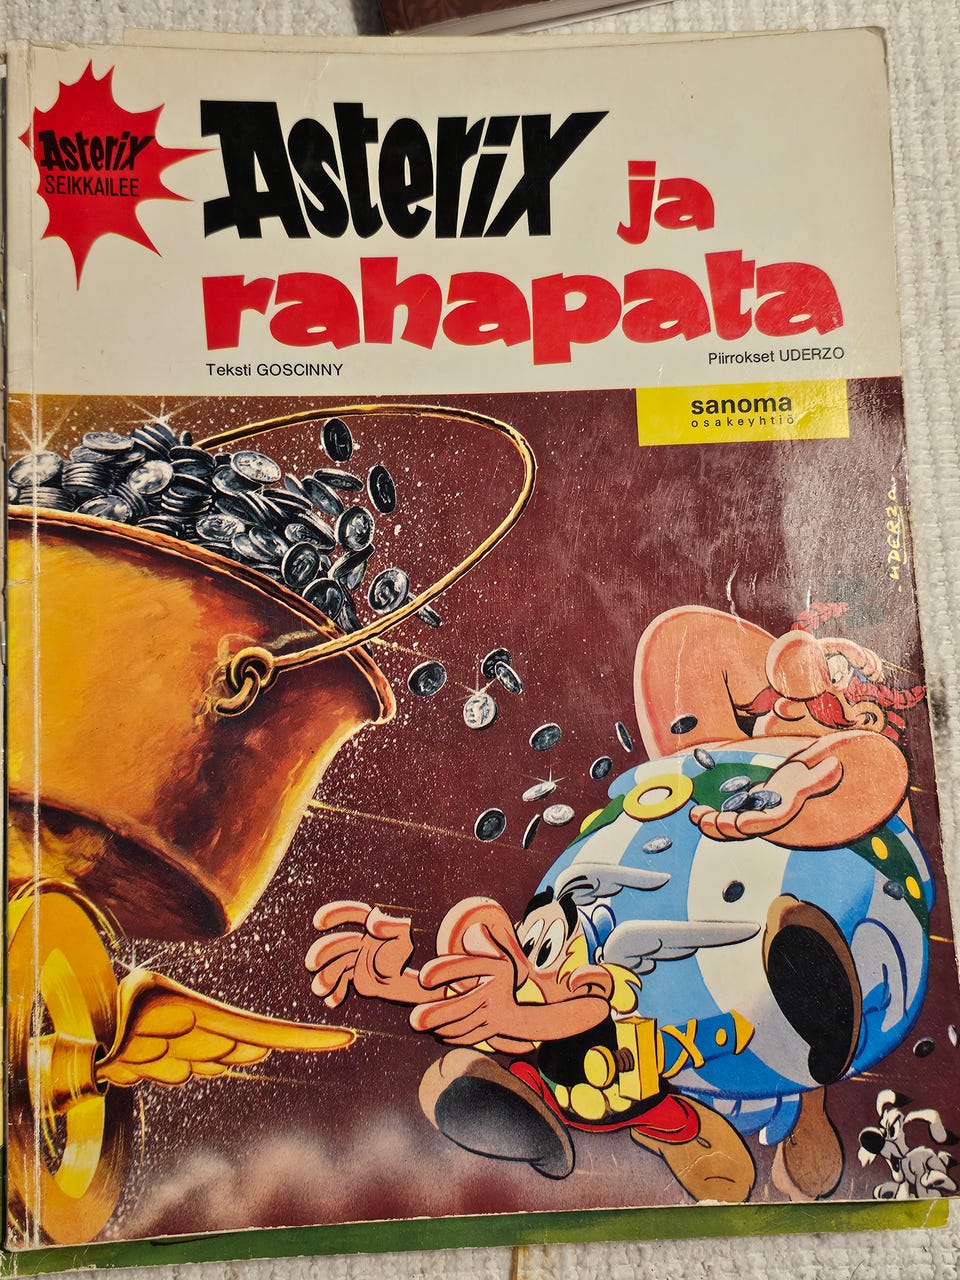 Asterix
SEIKKAILEE
Asterix ja
rahapata
Teksti GOSCINNY
Piirrokset UDERZO
sanoma
osakeyhtiö
UDERZO